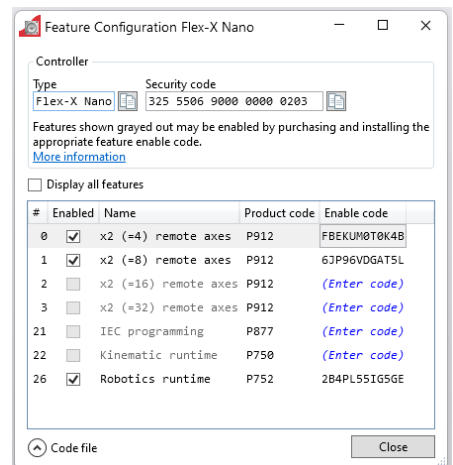 Feature Configuration Flex-X Nano
Controller
Type Security code
Flex-X Nano 325 5506 9000 0000 0203
Features shown grayed out may be enabled by purchasing and installing the
appropriate feature enable code.
More information
Display all features
# Enabled Name Product code Enable code
0 x2 (=4) remote axes P912 FBEKUM0T0K4B
1 x2 (=8) remote axes P912 6JP96VDGAT5L
2 x2 (=16) remote axes P912 (Enter code)
3 x2 (=32) remote axes P912 (Enter code)
21 IEC programming P877 (Enter code)
22 Kinematic runtime P750 (Enter code)
26 Robotics runtime P752 2B4PL55IG5GE
Code file Close